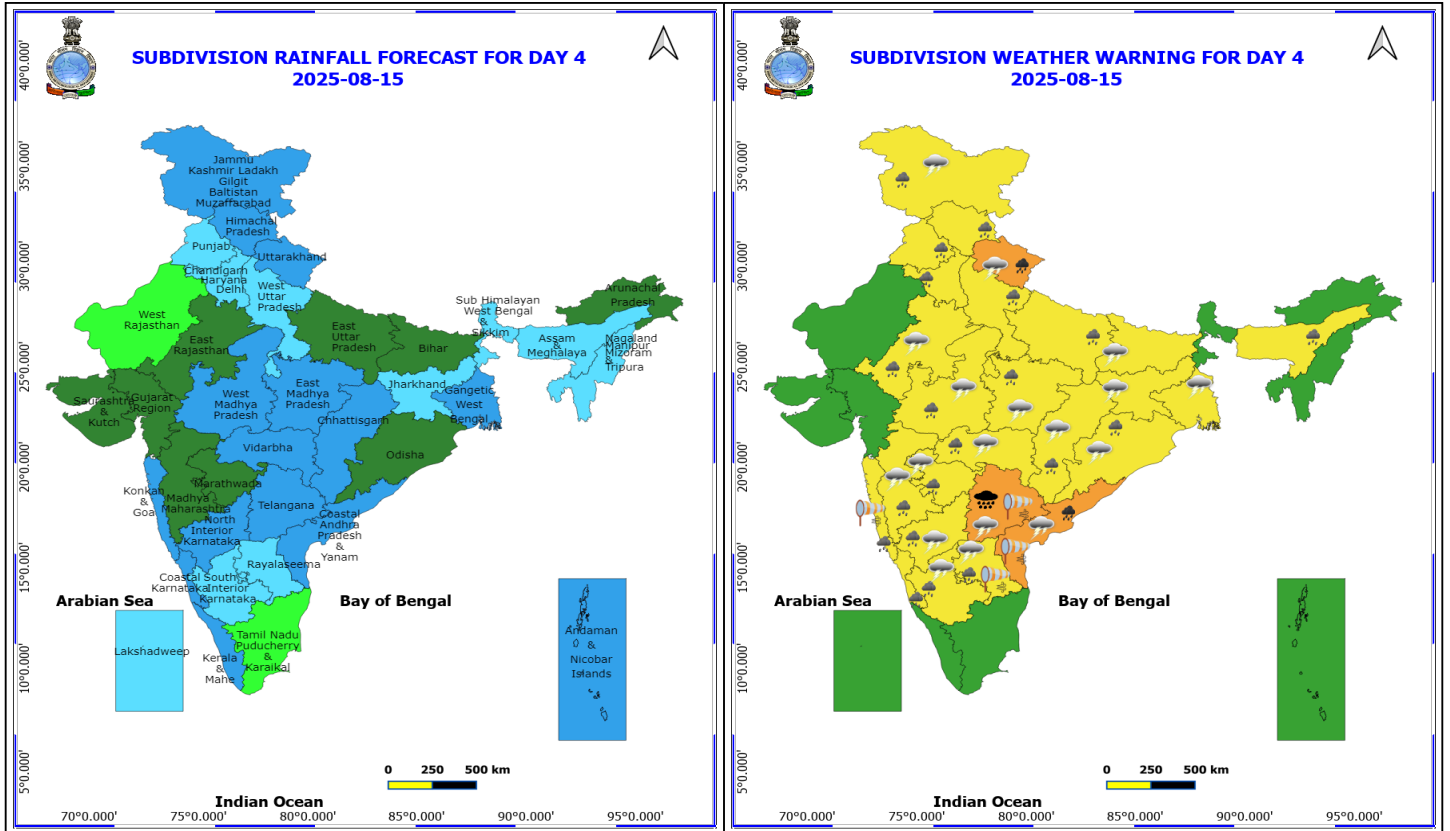 SUBDIVISION RAINFALL FORECAST FOR DAY 4
2025-08-15
40°0.000'
35°0.000'
30°0.000'
25°0.000'
20°0.000'
15°0.000'
10°0.000'
5°0.000'
Jammu
Kashmir Ladakh
Gilgit
Baltistan
Muzaffarabad
Himachal
Pradesh
Punjab
Uttarakhand
Chandigarh
Haryana
Delhi
West
Uttar
Pradesh
West
Rajasthan
East
Rajasthan
East
Uttar
Pradesh
Bihar
Sub Himalayan
West Bengal
&
Sikkim
Arunachal
Pradesh
Assam
&
Meghalaya
Nagaland
Manipur
Mizoram
&
Tripura
Saurashtra
&
Kutch
Gujarat
Region
West
Madhya
Pradesh
East
Madhya
Pradesh
Jharkhand
Gangetic
West
Bengal
Chhattisgarh
Vidarbha
Odisha
Konkan
&
Goa
Madhya
Maharashtra
Marathwada
Telangana
North
Interior
Karnataka
Coastal
Andhra
Pradesh
&
Yanam
Rayalaseema
Coastal
Karnataka
South
Interior
Karnataka
Arabian Sea
Bay of Bengal
Lakshadweep
Kerala
&
Mahe
Tamil Nadu
Puducherry
&
Karaikal
Andaman
&
Nicobar
Islands
0 250 500 km
Indian Ocean
70°0.000' 75°0.000' 80°0.000' 85°0.000' 90°0.000' 95°0.000'
SUBDIVISION WEATHER WARNING FOR DAY 4
2025-08-15
40°0.000'
35°0.000'
30°0.000'
25°0.000'
20°0.000'
15°0.000'
10°0.000'
5°0.000'
Arabian Sea
Bay of Bengal
0 250 500 km
Indian Ocean
70°0.000' 75°0.000' 80°0.000' 85°0.000' 90°0.000' 95°0.000'